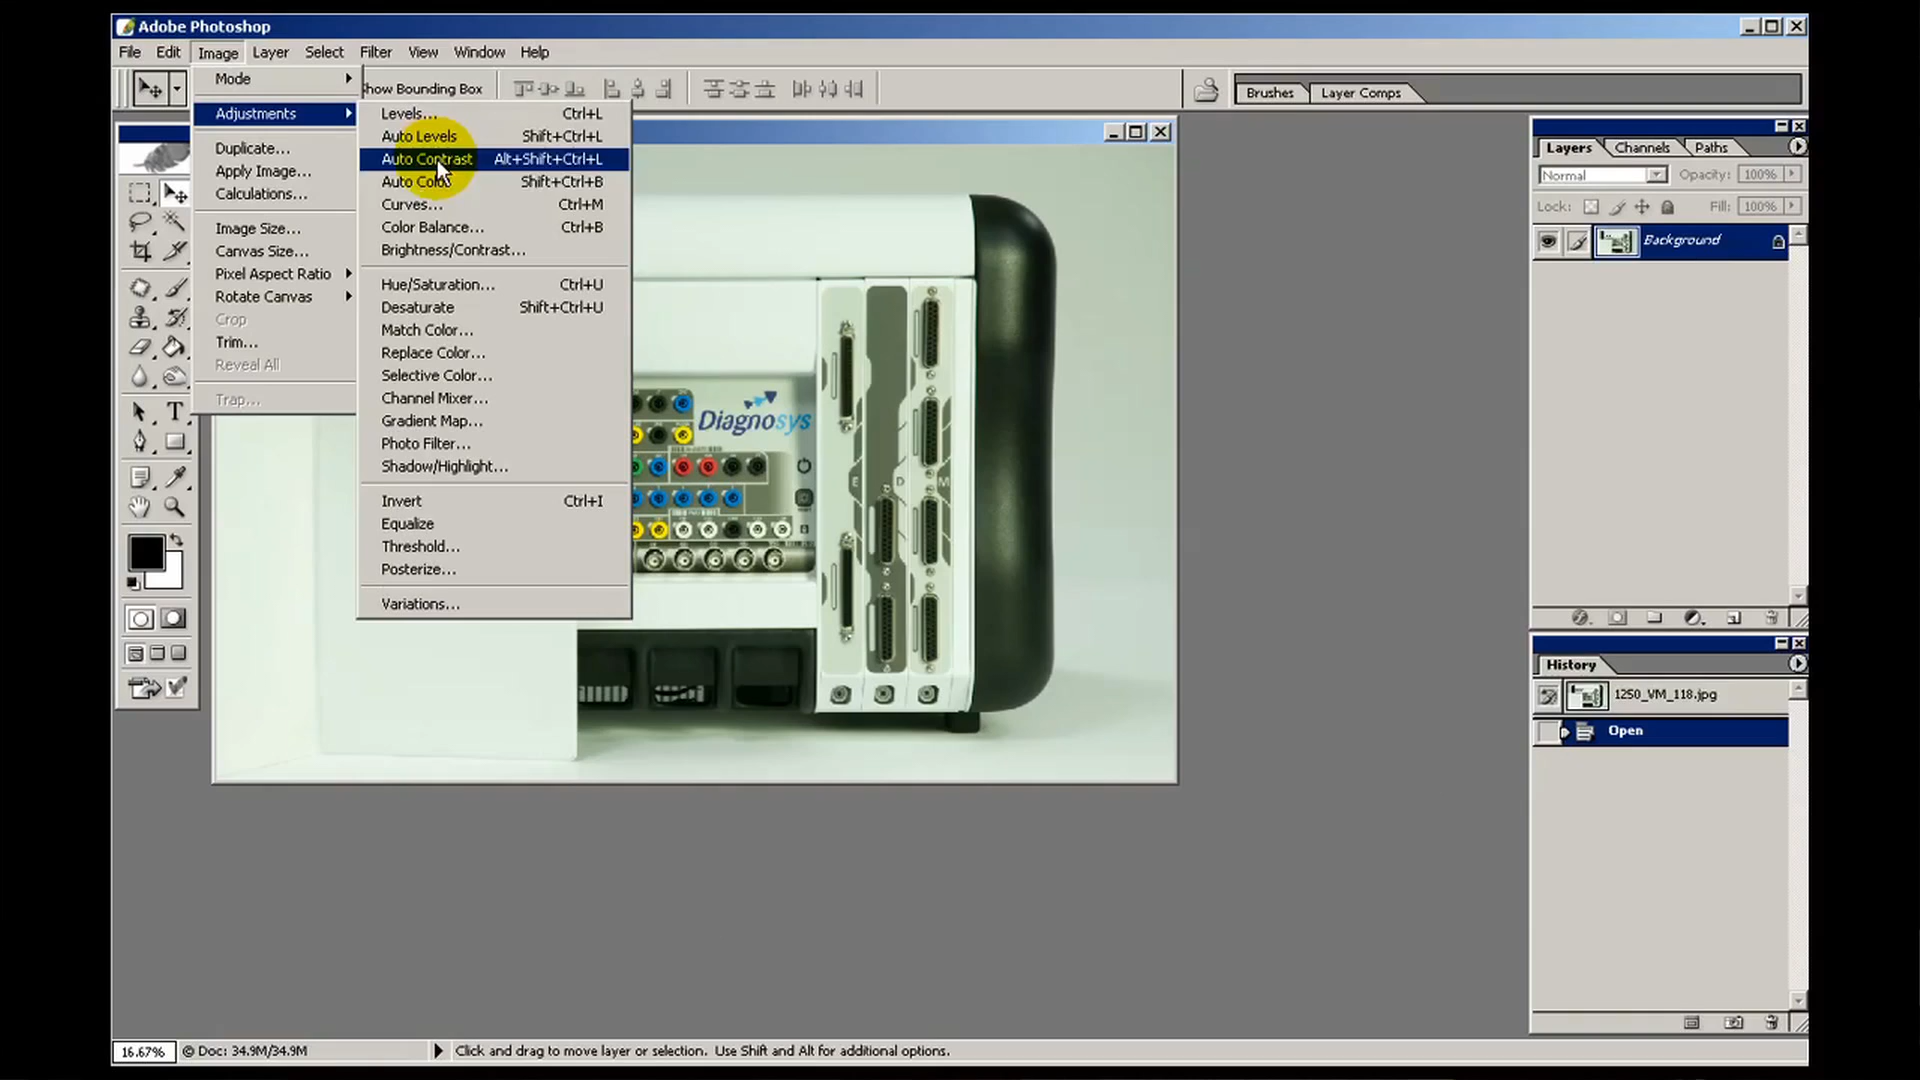 Adobe Photoshop
File Edit Image Layer Select Filter View Window Help
Show Bounding Box
Brushes Layer Comps
Mode
Adjustments
Duplicate...
Apply Image...
Calculations...
Image Size...
Canvas Size...
Pixel Aspect Ratio
Rotate Canvas
Crop
Trim...
Reveal All
Trap...
Levels... Ctrl+L
Auto Levels Shift+Ctrl+L
Auto Contrast Alt+Shift+Ctrl+L
Auto Color Shift+Ctrl+B
Curves... Ctrl+M
Color Balance... Ctrl+B
Brightness/Contrast...
Hue/Saturation... Ctrl+U
Desaturate Shift+Ctrl+U
Match Color...
Replace Color...
Selective Color...
Channel Mixer...
Gradient Map...
Photo Filter...
Shadow/Highlight...
Invert Ctrl+I
Equalize
Threshold...
Posterize...
Variations...
Diagnosys
E D M
Layers Channels Paths
Normal Opacity: 100%
Lock: Fill: 100%
Background
History
1250_VM_118.jpg
Open
16.67% Doc: 34.9M/34.9M Click and drag to move layer or selection. Use Shift and Alt for additional options.